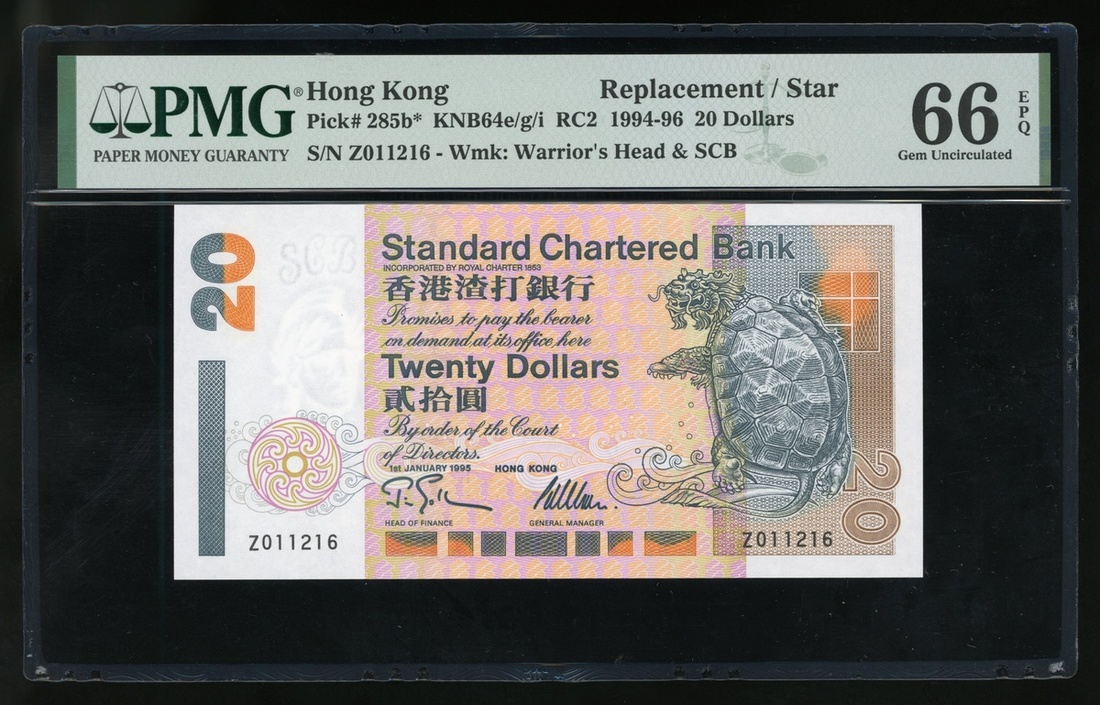 PMG®
PAPER MONEY GUARANTY
Hong Kong Replacement / Star
Pick# 285b* KNB64e/g/i RC2 1994-96 20 Dollars
S/N Z011216 - Wmk: Warrior's Head & SCB
66 EPQ
Gem Uncirculated
20
SCB
Standard Chartered Bank
INCORPORATED BY ROYAL CHARTER 1853
香港渣打銀行
Promises to pay the bearer
on demand at its office here
Twenty Dollars
貳拾圓
By order of the Court
of Directors.
1ST JANUARY 1995 HONG KONG
HEAD OF FINANCE GENERAL MANAGER
Z011216
Z011216
20